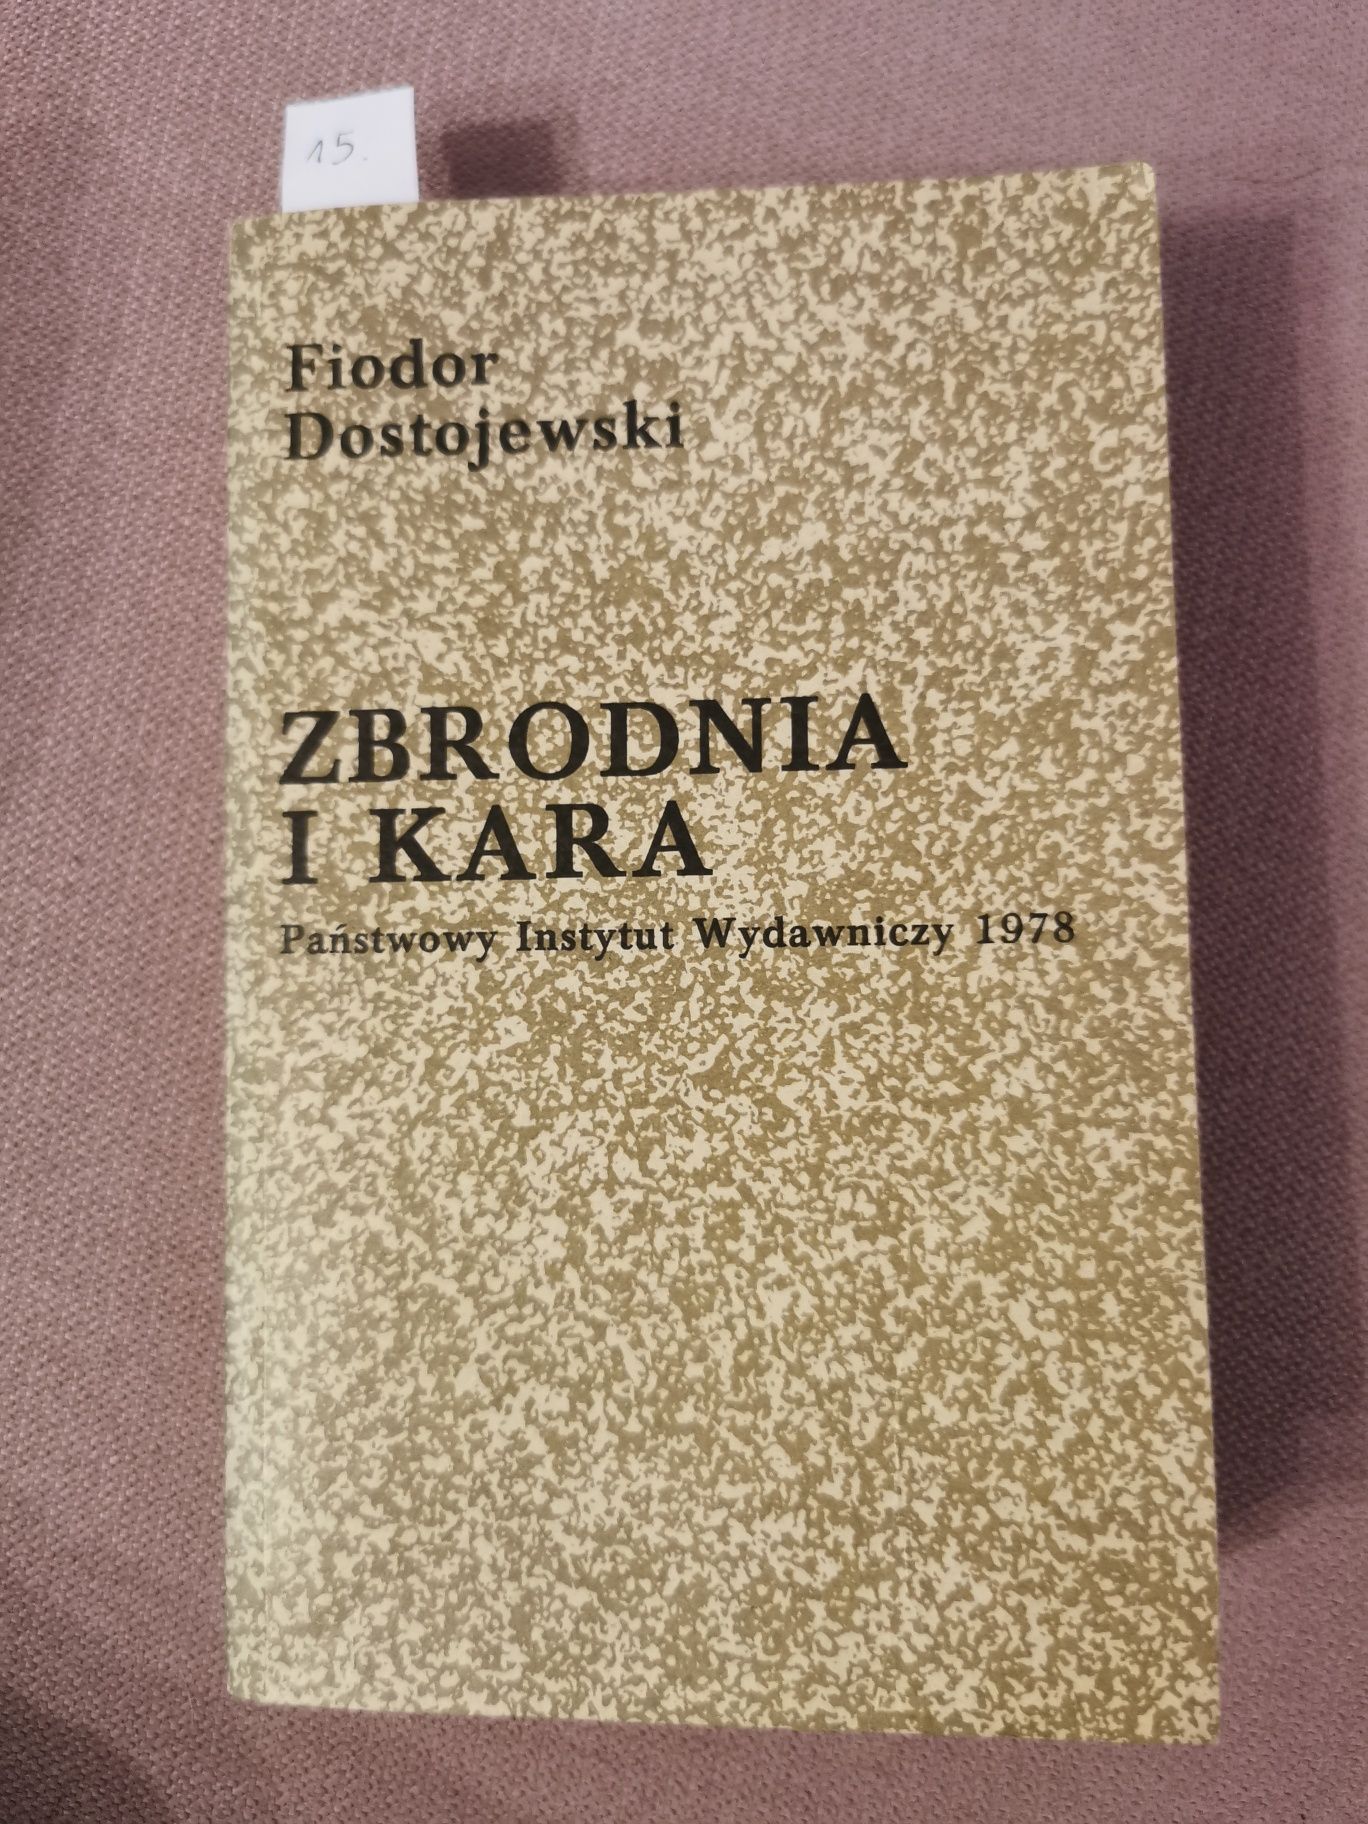 15.
Fiodor
Dostojewski
ZBRODNIA
I KARA
Państwowy Instytut Wydawniczy 1978